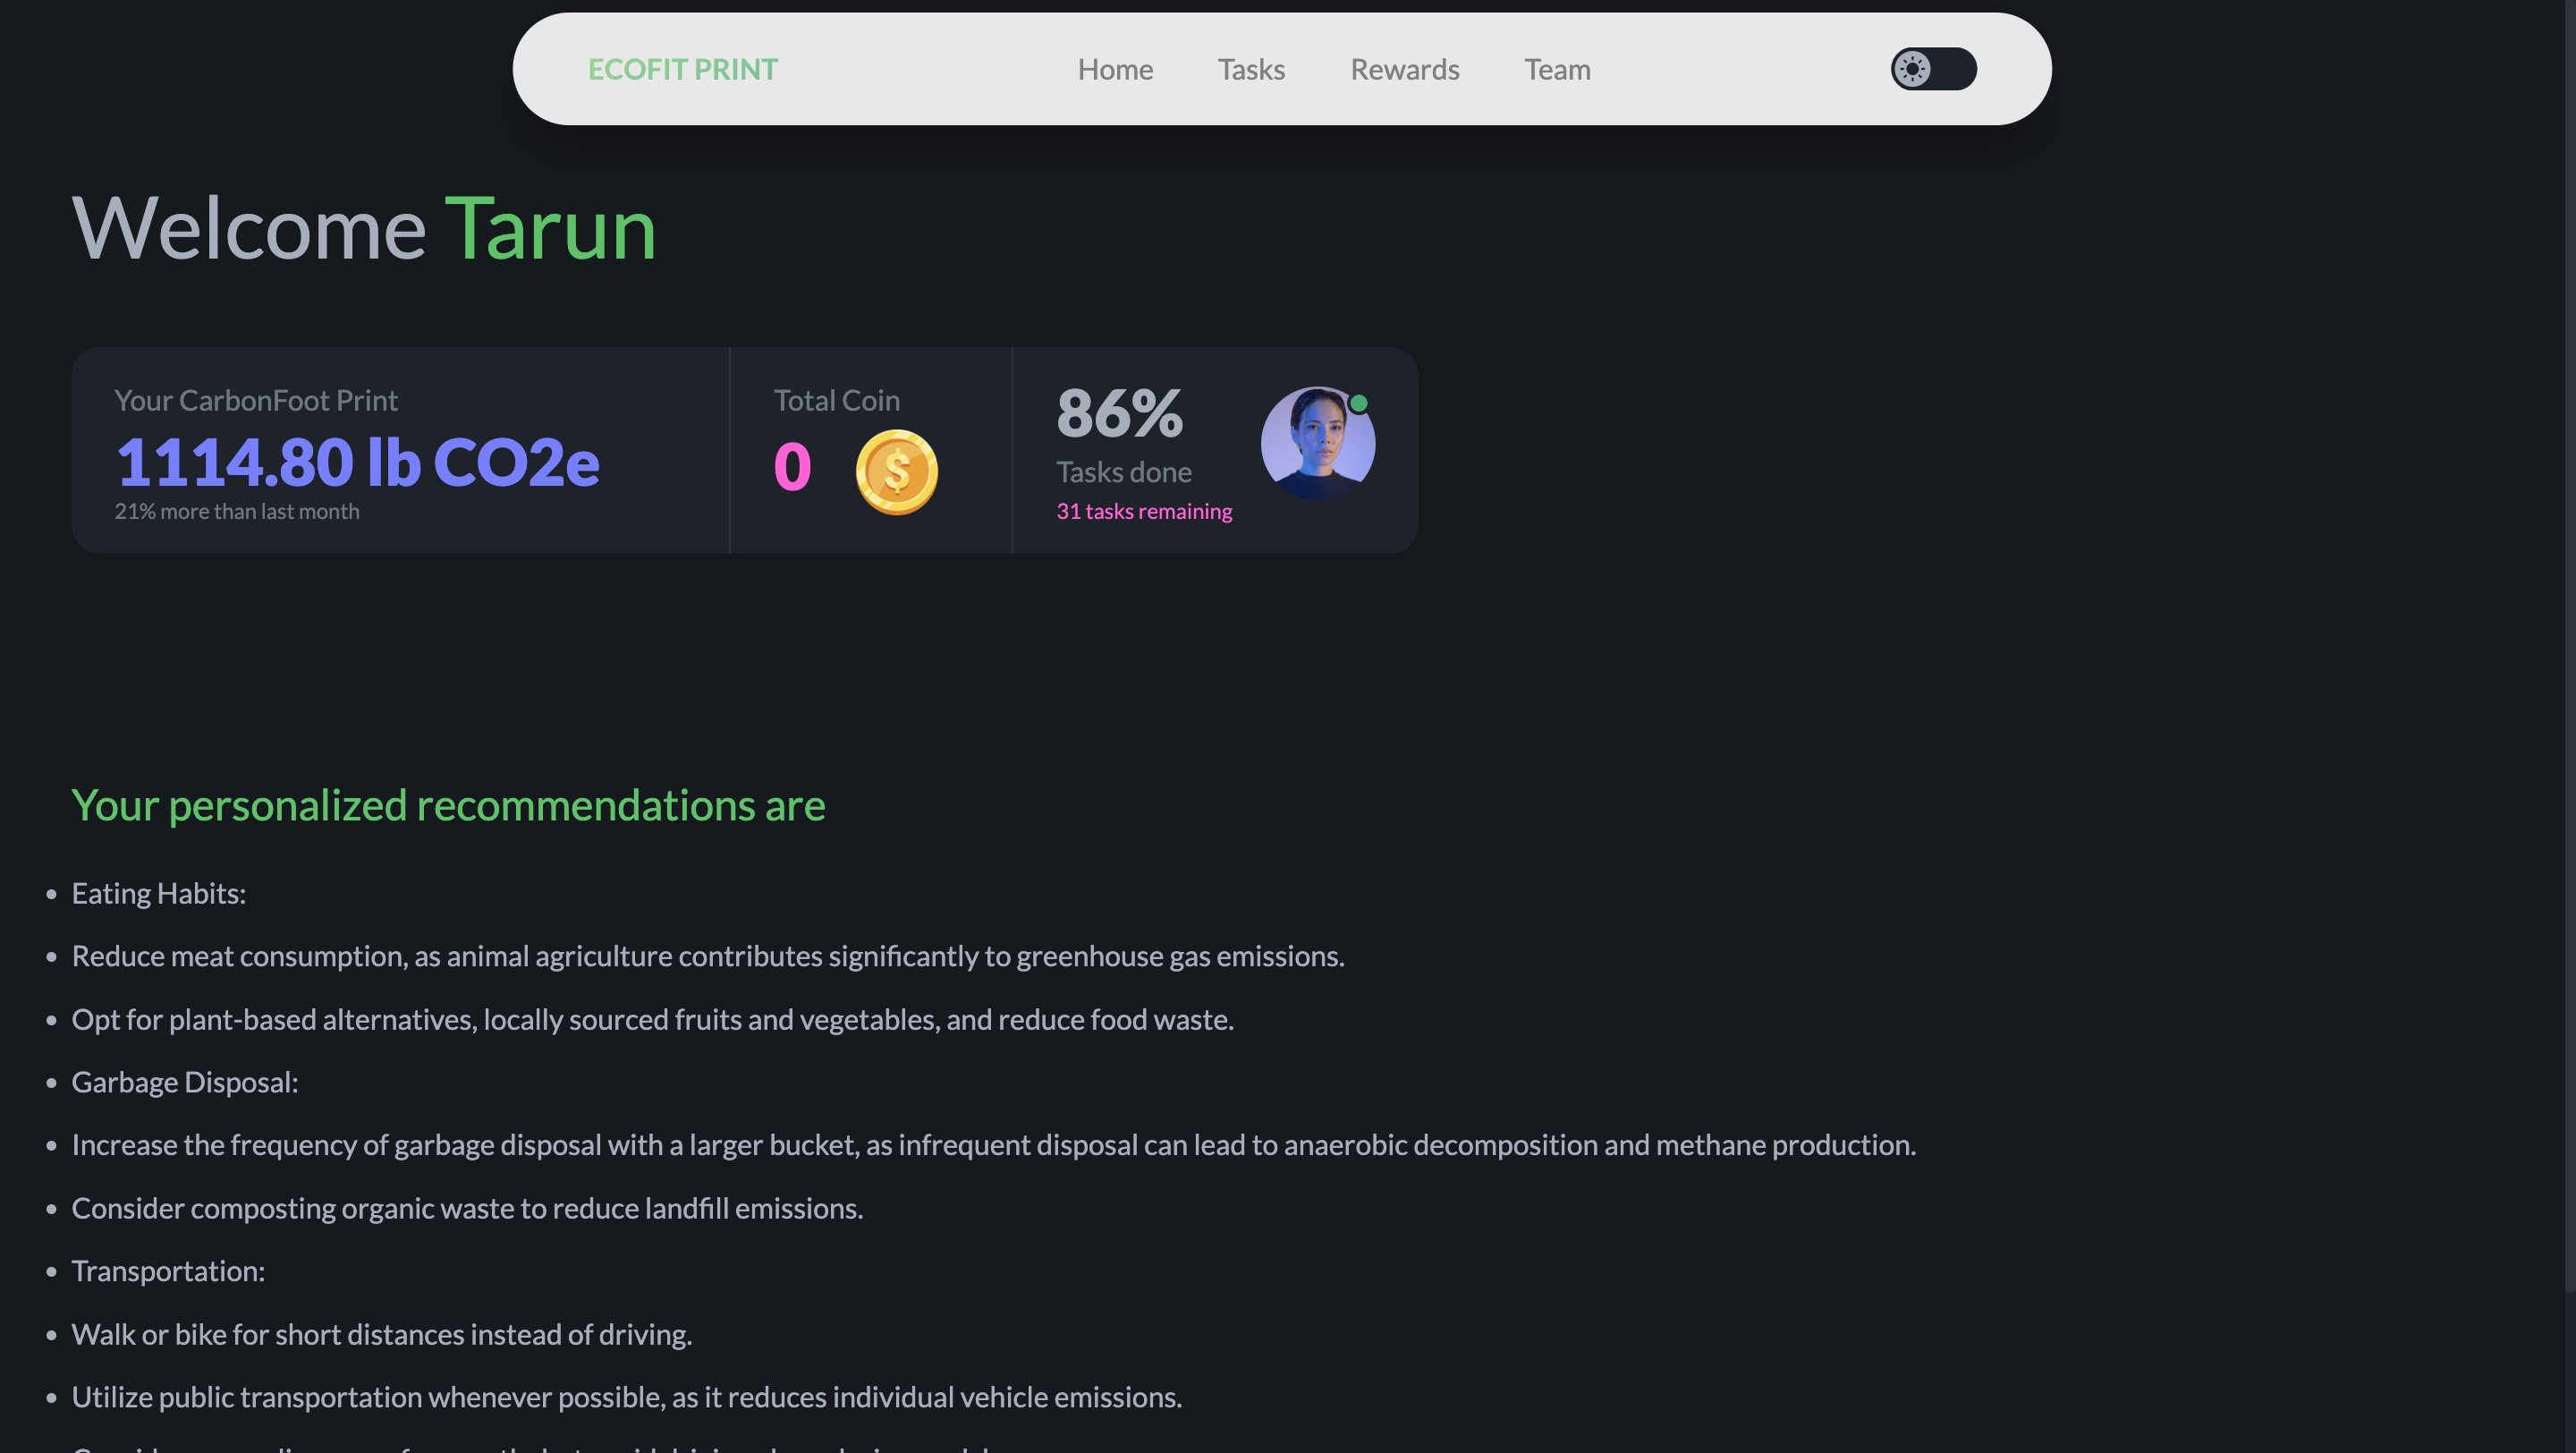 ECOFIT PRINT Home Tasks Rewards Team
Welcome Tarun
Your CarbonFoot Print
1114.80 lb CO2e
21% more than last month
Total Coin
0
$
86%
Tasks done
31 tasks remaining
Your personalized recommendations are
• Eating Habits:
• Reduce meat consumption, as animal agriculture contributes significantly to greenhouse gas emissions.
• Opt for plant-based alternatives, locally sourced fruits and vegetables, and reduce food waste.
• Garbage Disposal:
• Increase the frequency of garbage disposal with a larger bucket, as infrequent disposal can lead to anaerobic decomposition and methane production.
• Consider composting organic waste to reduce landfill emissions.
• Transportation:
• Walk or bike for short distances instead of driving.
• Utilize public transportation whenever possible, as it reduces individual vehicle emissions.